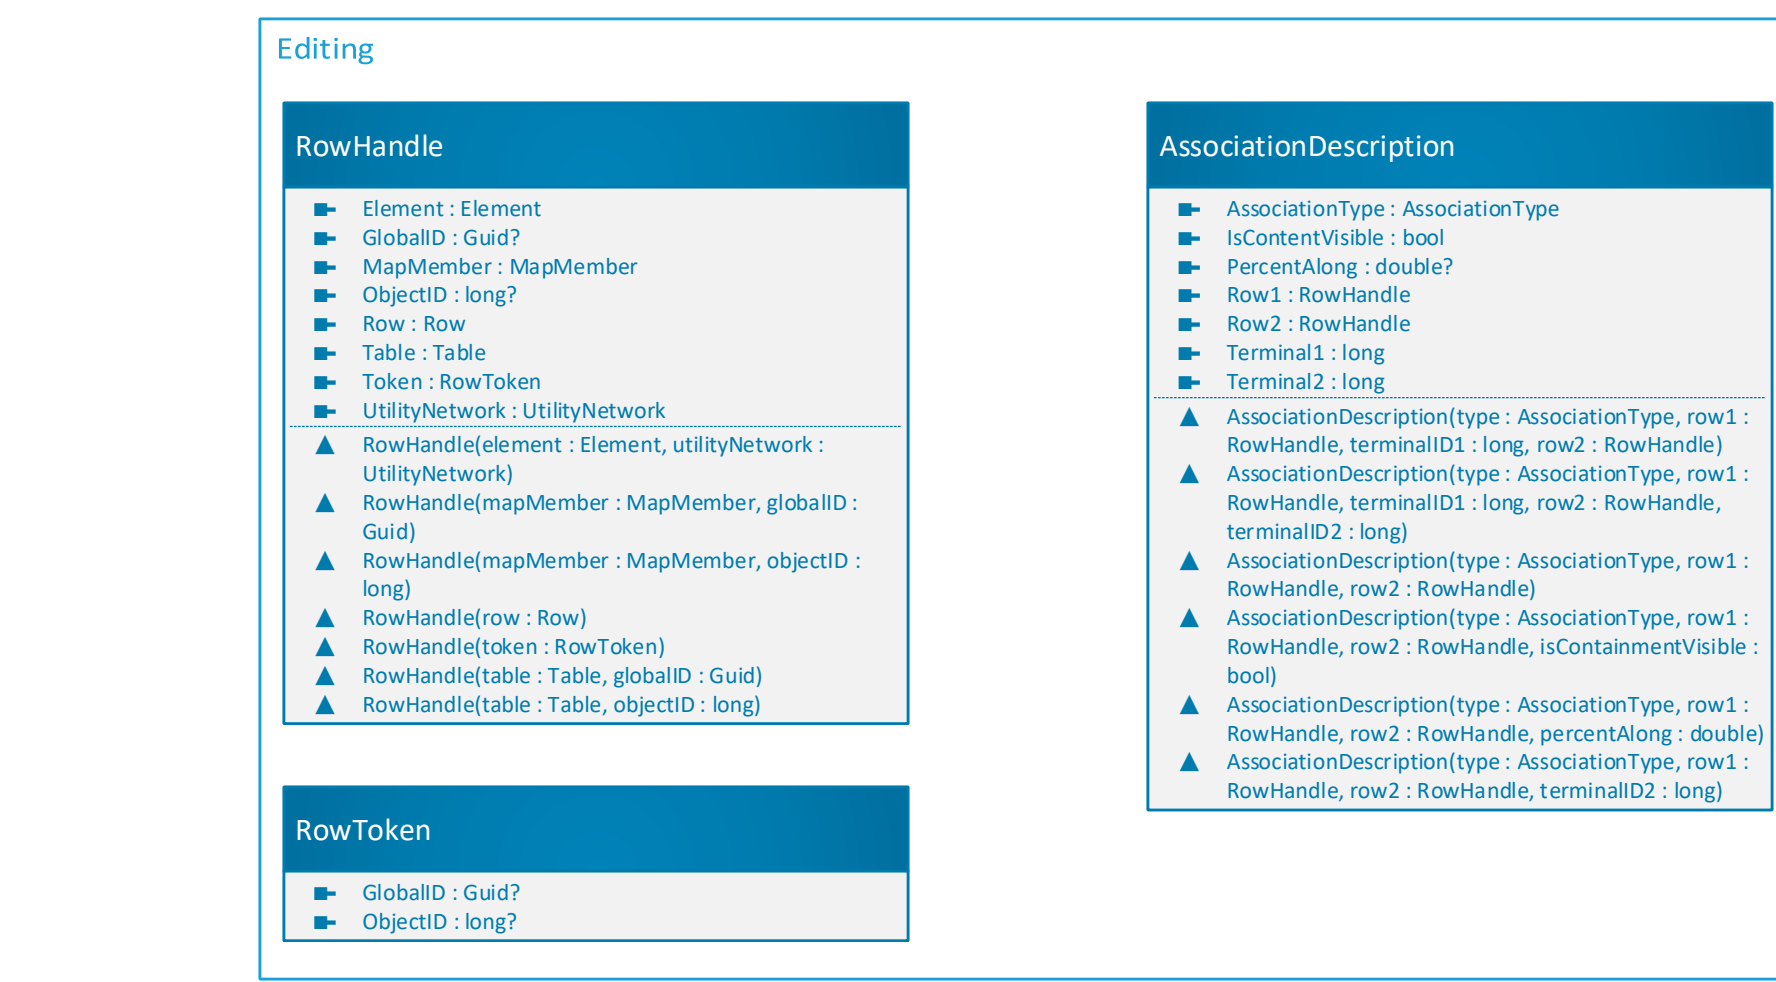 Editing
RowHandle
Element : Element
GlobalID : Guid?
MapMember : MapMember
ObjectID : long?
Row : Row
Table : Table
Token : RowToken
UtilityNetwork : UtilityNetwork
RowHandle(element : Element, utilityNetwork :
UtilityNetwork)
RowHandle(mapMember : MapMember, globalID :
Guid)
RowHandle(mapMember : MapMember, objectID :
long)
RowHandle(row : Row)
RowHandle(token : RowToken)
RowHandle(table : Table, globalID : Guid)
RowHandle(table : Table, objectID : long)
RowToken
GlobalID : Guid?
ObjectID : long?
AssociationDescription
AssociationType : AssociationType
IsContentVisible : bool
PercentAlong : double?
Row1 : RowHandle
Row2 : RowHandle
Terminal1 : long
Terminal2 : long
AssociationDescription(type : AssociationType, row1 :
RowHandle, terminalID1 : long, row2 : RowHandle)
AssociationDescription(type : AssociationType, row1 :
RowHandle, terminalID1 : long, row2 : RowHandle,
terminalID2 : long)
AssociationDescription(type : AssociationType, row1 :
RowHandle, row2 : RowHandle)
AssociationDescription(type : AssociationType, row1 :
RowHandle, row2 : RowHandle, isContainmentVisible :
bool)
AssociationDescription(type : AssociationType, row1 :
RowHandle, row2 : RowHandle, percentAlong : double)
AssociationDescription(type : AssociationType, row1 :
RowHandle, row2 : RowHandle, terminalID2 : long)